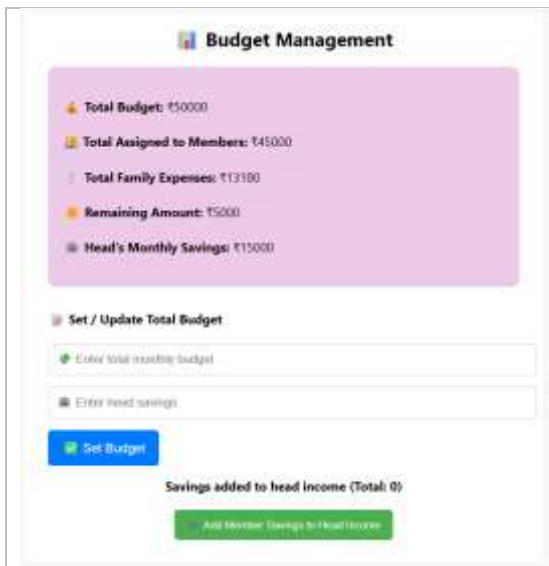 Budget Management
Total Budget: ₹50000
Total Assigned to Members: ₹45000
Total Family Expenses: ₹13180
Remaining Amount: ₹5000
Head's Monthly Savings: ₹15000
Set / Update Total Budget
Enter total monthly budget
Enter head savings
Set Budget
Savings added to head income (Total: 0)
Add Member Savings to Head Income